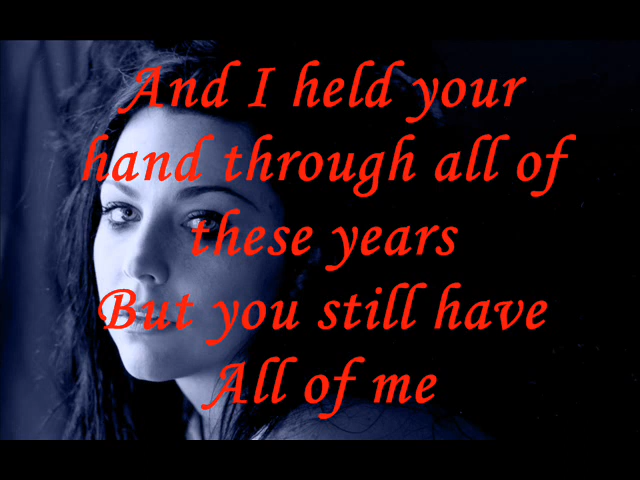 And I held your
hand through all of
these years
But you still have
All of me